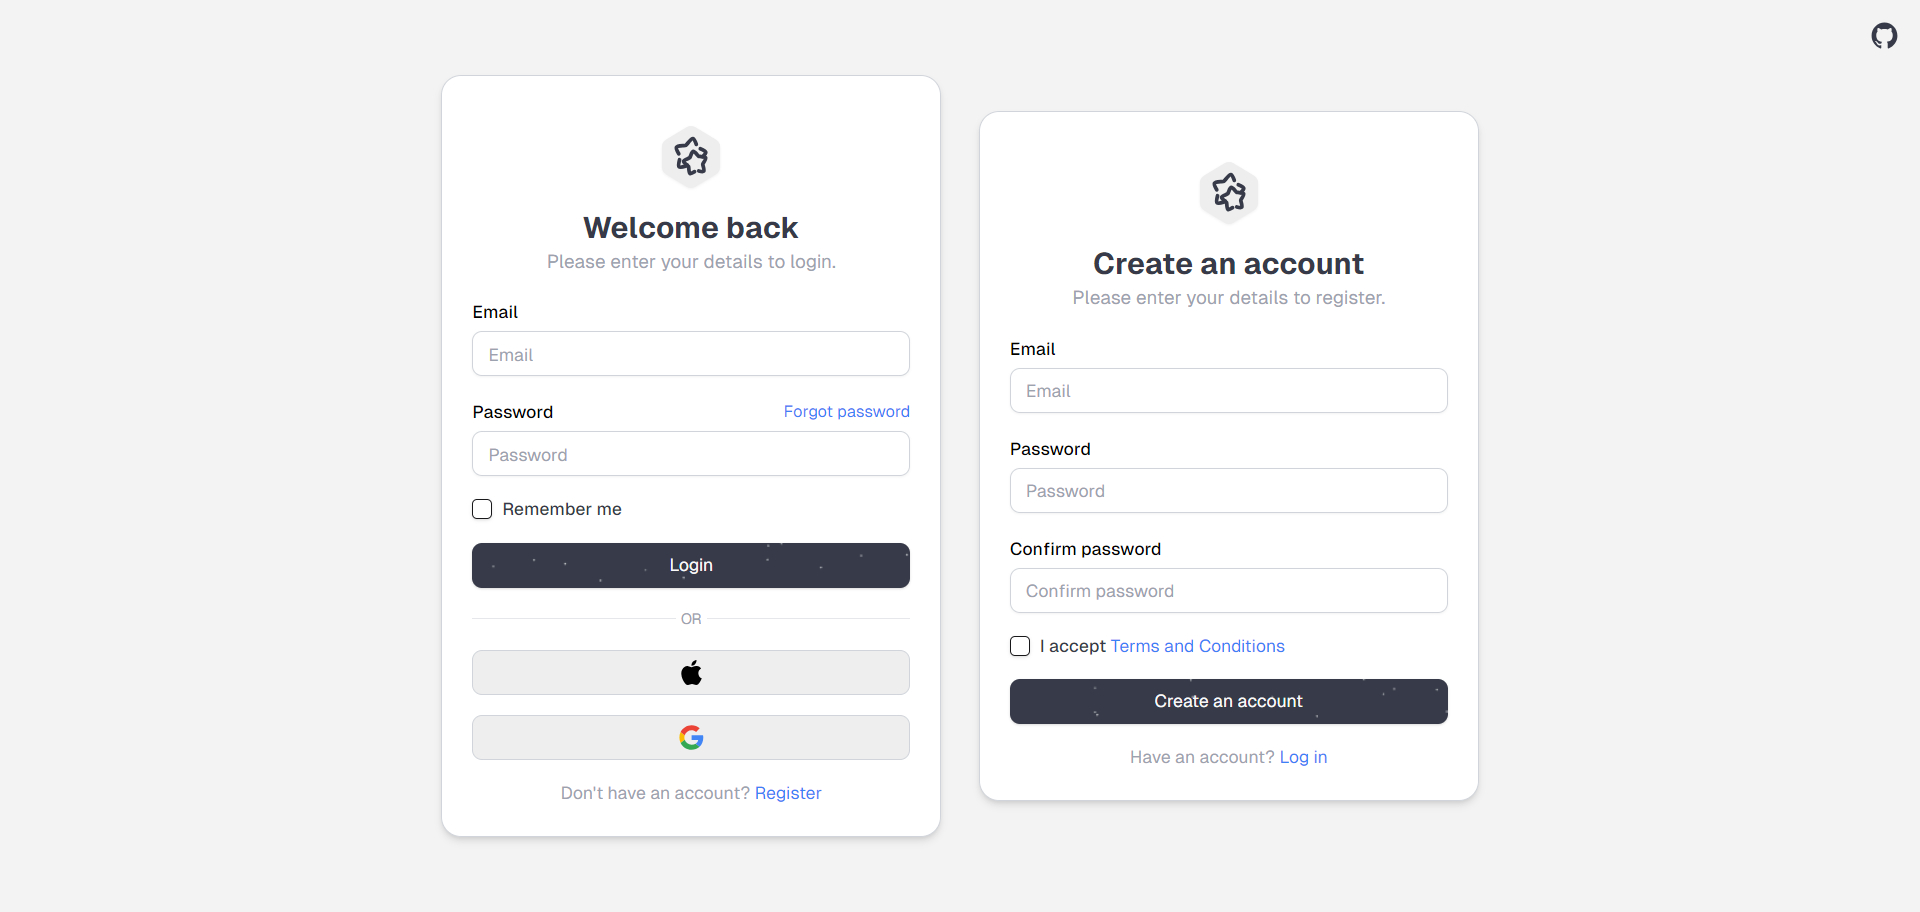 Welcome back
Please enter your details to login.
Email
Email
Password Forgot password
Password
Remember me
Login
OR
Don't have an account? Register
Create an account
Please enter your details to register.
Email
Email
Password
Password
Confirm password
Confirm password
I accept Terms and Conditions
Create an account
Have an account? Log in